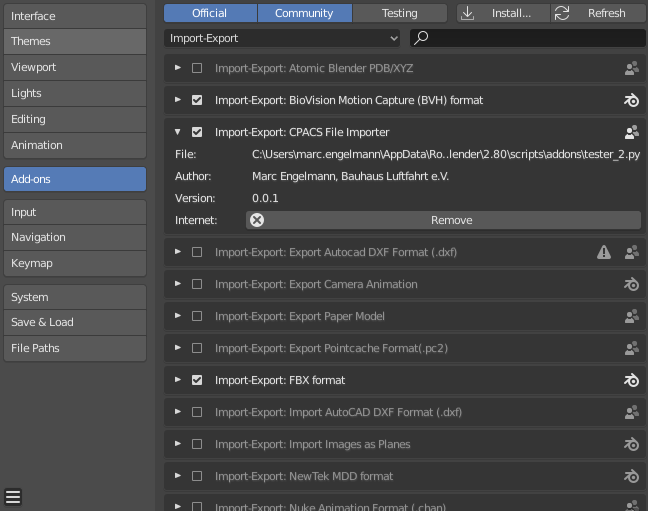 Interface
Themes
Viewport
Lights
Editing
Animation
Add-ons
Input
Navigation
Keymap
System
Save & Load
File Paths
Official Community Testing Install... Refresh
Import-Export
Import-Export: Atomic Blender PDB/XYZ
Import-Export: BioVision Motion Capture (BVH) format
Import-Export: CPACS File Importer
File: C:\Users\marc.engelmann\AppData\Ro..lender\2.80\scripts\addons\tester_2.py
Author: Marc Engelmann, Bauhaus Luftfahrt e.V.
Version: 0.0.1
Internet: Remove
Import-Export: Export Autocad DXF Format (.dxf)
Import-Export: Export Camera Animation
Import-Export: Export Paper Model
Import-Export: Export Pointcache Format(.pc2)
Import-Export: FBX format
Import-Export: Import AutoCAD DXF Format (.dxf)
Import-Export: Import Images as Planes
Import-Export: NewTek MDD format
Import-Export: Nuke Animation Format (.chan)